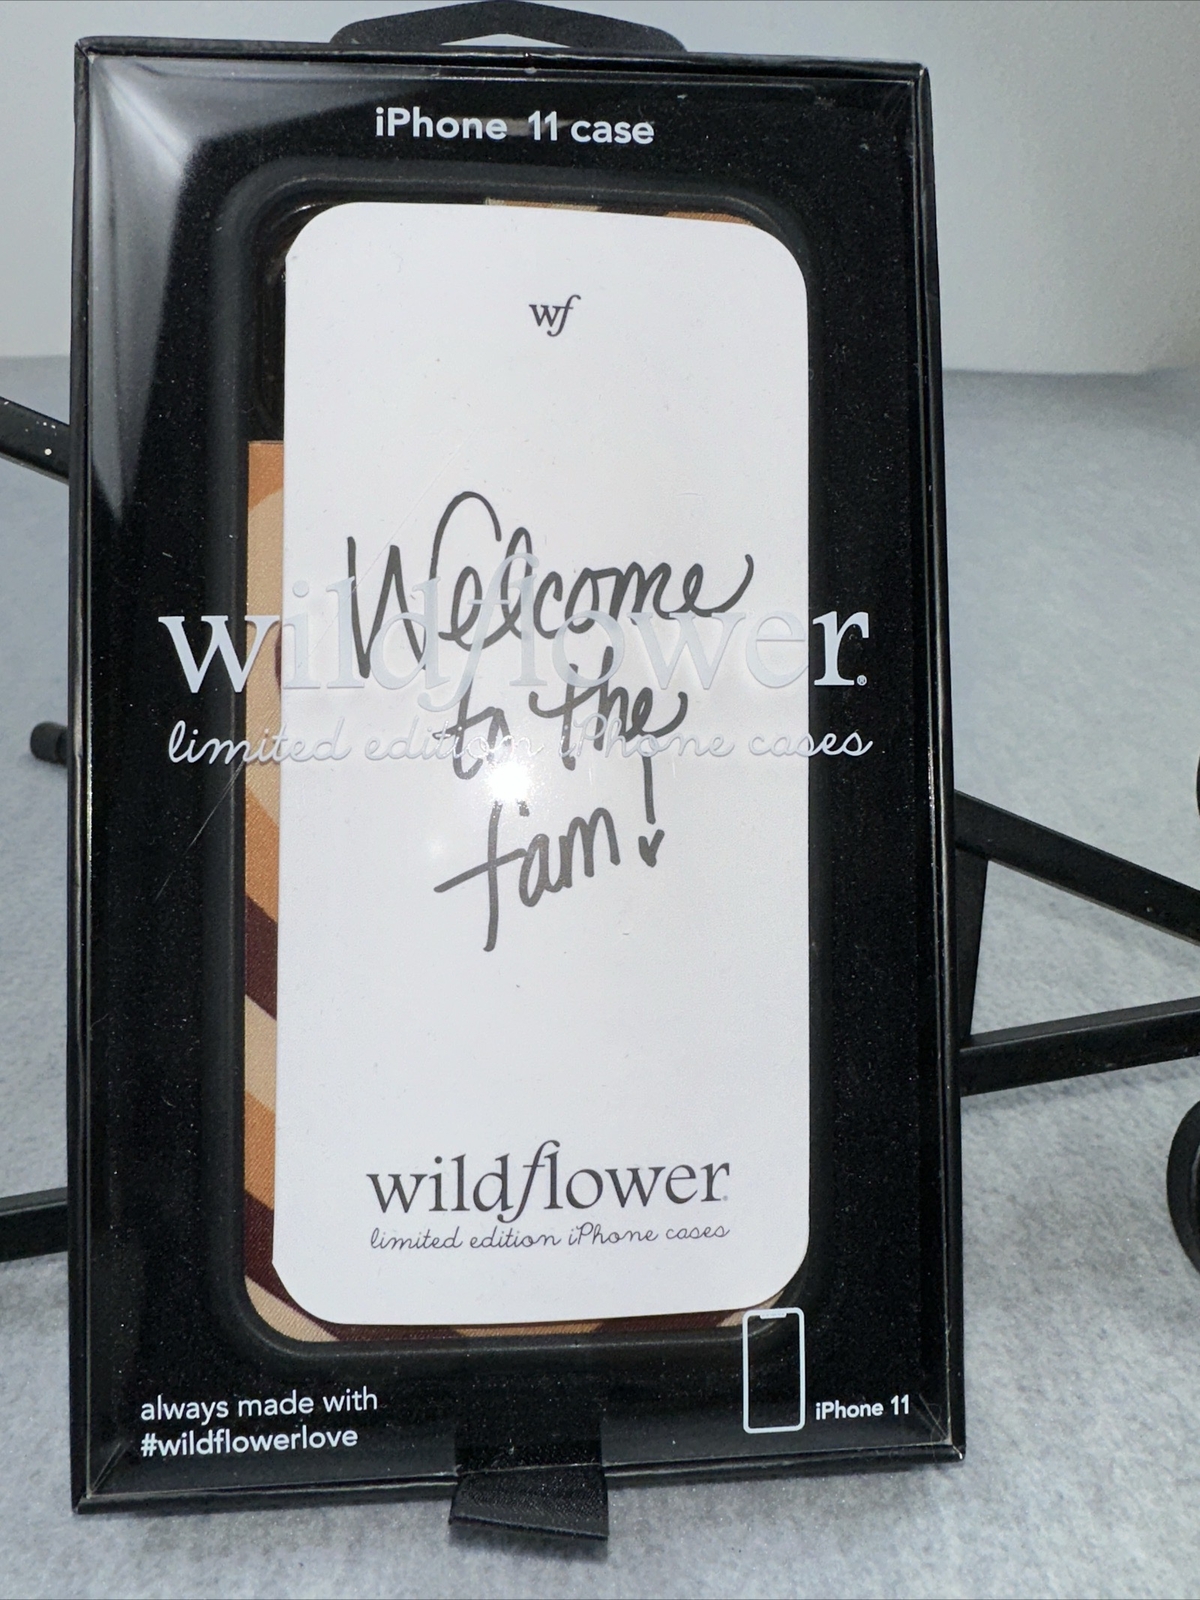 iPhone 11 case
wf
Welcome
wildflower®
to the
limited edition iPhone cases
fam!
wildflower®
limited edition iPhone cases
always made with
#wildflowerlove
iPhone 11